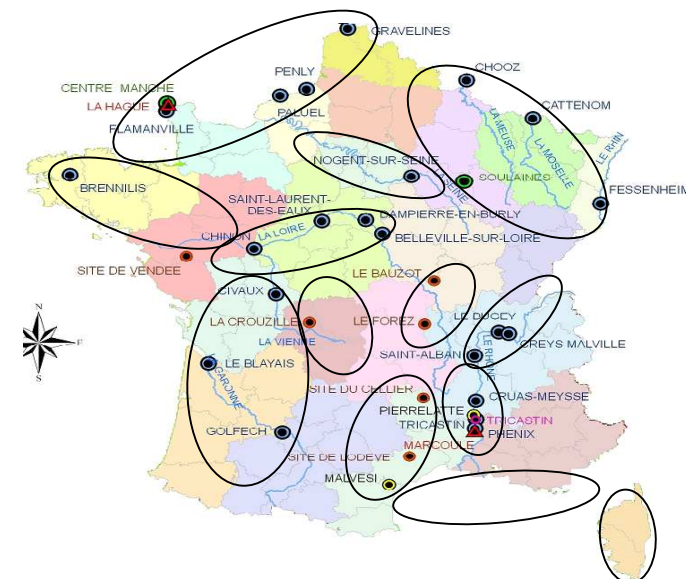 GRAVELINES
CHOOZ
PENLY
CENTRE MANCHE
LA HAGUE
PALUEL
CATTENOM
FLAMANVILLE
LA MEUSE
LA MOSELLE
LE RHIN
NOGENT-SUR-SEINE
LA SEINE
SOULAINES
BRENNILIS
FESSENHEIM
SAINT-LAURENT-
DES-EAUX
DAMPIERRE-EN-BURLY
CHINON
LA LOIRE
BELLEVILLE-SUR-LOIRE
SITE DE VENDEE
LE BAUZOT
CIVAUX
LA CROUZILLE
LE FOREZ
LE DUCEY
LA VIENNE
CREYS MALVILLE
LE RHONE
SAINT-ALBAN
LE BLAYAIS
GARONNE
SITE DU CELLIER
CRUAS-MEYSSE
PIERRELATTE
TRICASTIN
TRICASTIN
GOLFECH
PHENIX
MARCOULE
SITE DE LODEVE
MALVESI
N
E
S